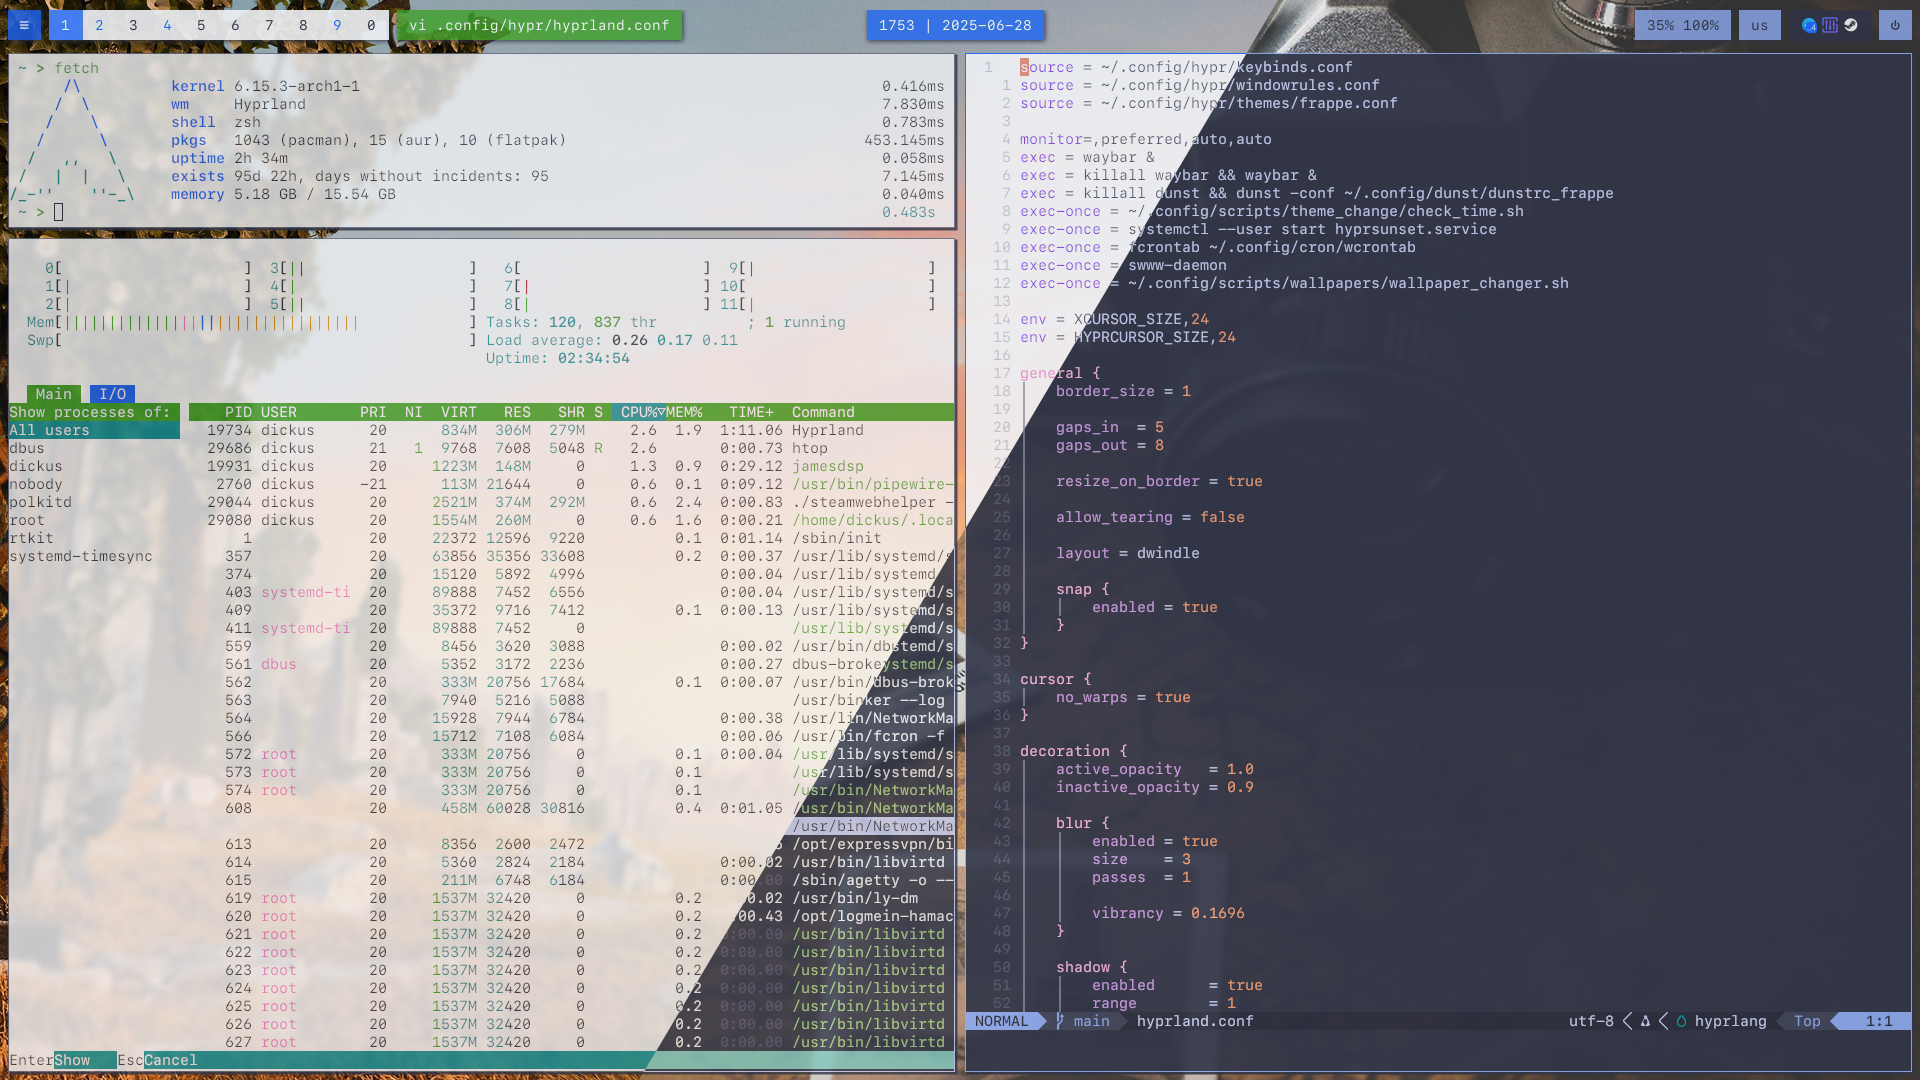 ≡ 1 2 3 4 5 6 7 8 9 0 vi .config/hypr/hyprland.conf 1753 | 2025-06-28 35% 100% us
~ > fetch
/\ kernel 6.15.3-arch1-1 0.416ms
/ \ wm Hyprland 7.830ms
/ \ shell zsh 0.783ms
/ \ pkgs 1043 (pacman), 15 (aur), 10 (flatpak) 453.145ms
/ ,, \ uptime 2h 34m 0.058ms
/ | | \ exists 95d 22h, days without incidents: 95 7.145ms
/_-'' ''-_\ memory 5.18 GB / 15.54 GB 0.040ms
~ > 0.483s
0[ ] 3[|| ] 6[ ] 9[| ]
1[| ] 4[| ] 7[| ] 10[ ]
2[| ] 5[|| ] 8[| ] 11[| ]
Mem[||||||||||||||||||||||||||||||||| ] Tasks: 120, 837 thr ; 1 running
Swp[ ] Load average: 0.26 0.17 0.11
Uptime: 02:34:54
Main I/O
Show processes of: PID USER PRI NI VIRT RES SHR S CPU%▽MEM% TIME+ Command
All users 19734 dickus 20 834M 306M 279M 2.6 1.9 1:11.06 Hyprland
dbus 29686 dickus 21 1 9768 7608 5048 R 2.6 0:00.73 htop
dickus 19931 dickus 20 1223M 148M 0 1.3 0.9 0:29.12 jamesdsp
nobody 2760 dickus -21 113M 21644 0 0.6 0.1 0:09.12 /usr/bin/pipewire-
polkitd 29044 dickus 20 2521M 374M 292M 0.6 2.4 0:00.83 ./steamwebhelper -
root 29080 dickus 20 1554M 260M 0 0.6 1.6 0:00.21 /home/dickus/.loca
rtkit 1 20 22372 12596 9220 0.1 0:01.14 /sbin/init
systemd-timesync 357 20 63856 35356 33608 0.2 0:00.37 /usr/lib/systemd/s
374 20 15120 5892 4996 0:00.04 /usr/lib/systemd
403 systemd-ti 20 89888 7452 6556 0:00.04 /usr/lib/systemd/s
409 20 35372 9716 7412 0.1 0:00.13 /usr/lib/systemd/s
411 systemd-ti 20 89888 7452 0 /usr/lib/systemd/s
559 20 8456 3620 3088 0:00.02 /usr/bin/dbstemd/s
561 dbus 20 5352 3172 2236 0:00.27 dbus-brokeystemd/s
562 20 333M 20756 17684 0.1 0:00.07 /usr/bin/dbus-brok
563 20 7940 5216 5088 /usr/binker --log
564 20 15928 7944 6784 0:00.38 /usr/lin/NetworkMa
566 20 15712 7108 6084 0:00.06 /usr/bin/fcron -f
572 root 20 333M 20756 0 0.1 0:00.04 /usr/lib/systemd/s
573 root 20 333M 20756 0 0.1 /usr/lib/systemd/s
574 root 20 333M 20756 0 0.1 /usr/bin/NetworkMa
608 20 458M 60028 30816 0.4 0:01.05 /usr/bin/NetworkMa
/usr/bin/NetworkMa
613 20 8356 2600 2472 /opt/expressvpn/bi
614 20 5360 2824 2184 0:00.02 /usr/bin/libvirtd
615 20 211M 6748 6184 0:00.00 /sbin/agetty -o --
619 root 20 1537M 32420 0 0.2 0.02 /usr/bin/ly-dm
620 root 20 1537M 32420 0 0.2 :00.43 /opt/logmein-hamac
621 root 20 1537M 32420 0 0.2 0:00.00 /usr/bin/libvirtd
622 root 20 1537M 32420 0 0.2 0:00.00 /usr/bin/libvirtd
623 root 20 1537M 32420 0 0.2 0:00.00 /usr/bin/libvirtd
624 root 20 1537M 32420 0 0.2 0:00.00 /usr/bin/libvirtd
625 root 20 1537M 32420 0 0.2 0:00.00 /usr/bin/libvirtd
626 root 20 1537M 32420 0 0.2 0:00.00 /usr/bin/libvirtd
627 root 20 1537M 32420 0 0.2 0:00.00 /usr/bin/libvirtd
EnterShow EscCancel
1 source = ~/.config/hypr/keybinds.conf
1 source = ~/.config/hypr/windowrules.conf
2 source = ~/.config/hypr/themes/frappe.conf
3
4 monitor=,preferred,auto,auto
5 exec = waybar &
6 exec = killall waybar && waybar &
7 exec = killall dunst && dunst -conf ~/.config/dunst/dunstrc_frappe
8 exec-once = ~/.config/scripts/theme_change/check_time.sh
9 exec-once = systemctl --user start hyprsunset.service
10 exec-once = fcrontab ~/.config/cron/wcrontab
11 exec-once = swww-daemon
12 exec-once = ~/.config/scripts/wallpapers/wallpaper_changer.sh
13
14 env = XCURSOR_SIZE,24
15 env = HYPRCURSOR_SIZE,24
16
17 general {
18 border_size = 1
19
20 gaps_in = 5
21 gaps_out = 8
22
23 resize_on_border = true
24
25 allow_tearing = false
26
27 layout = dwindle
28
29 snap {
30 enabled = true
31 }
32 }
33
34 cursor {
35 no_warps = true
36 }
37
38 decoration {
39 active_opacity = 1.0
40 inactive_opacity = 0.9
41
42 blur {
43 enabled = true
44 size = 3
45 passes = 1
46
47 vibrancy = 0.1696
48 }
49
50 shadow {
51 enabled = true
52 range = 1
NORMAL main hyprland.conf utf-8 hyprlang Top 1:1